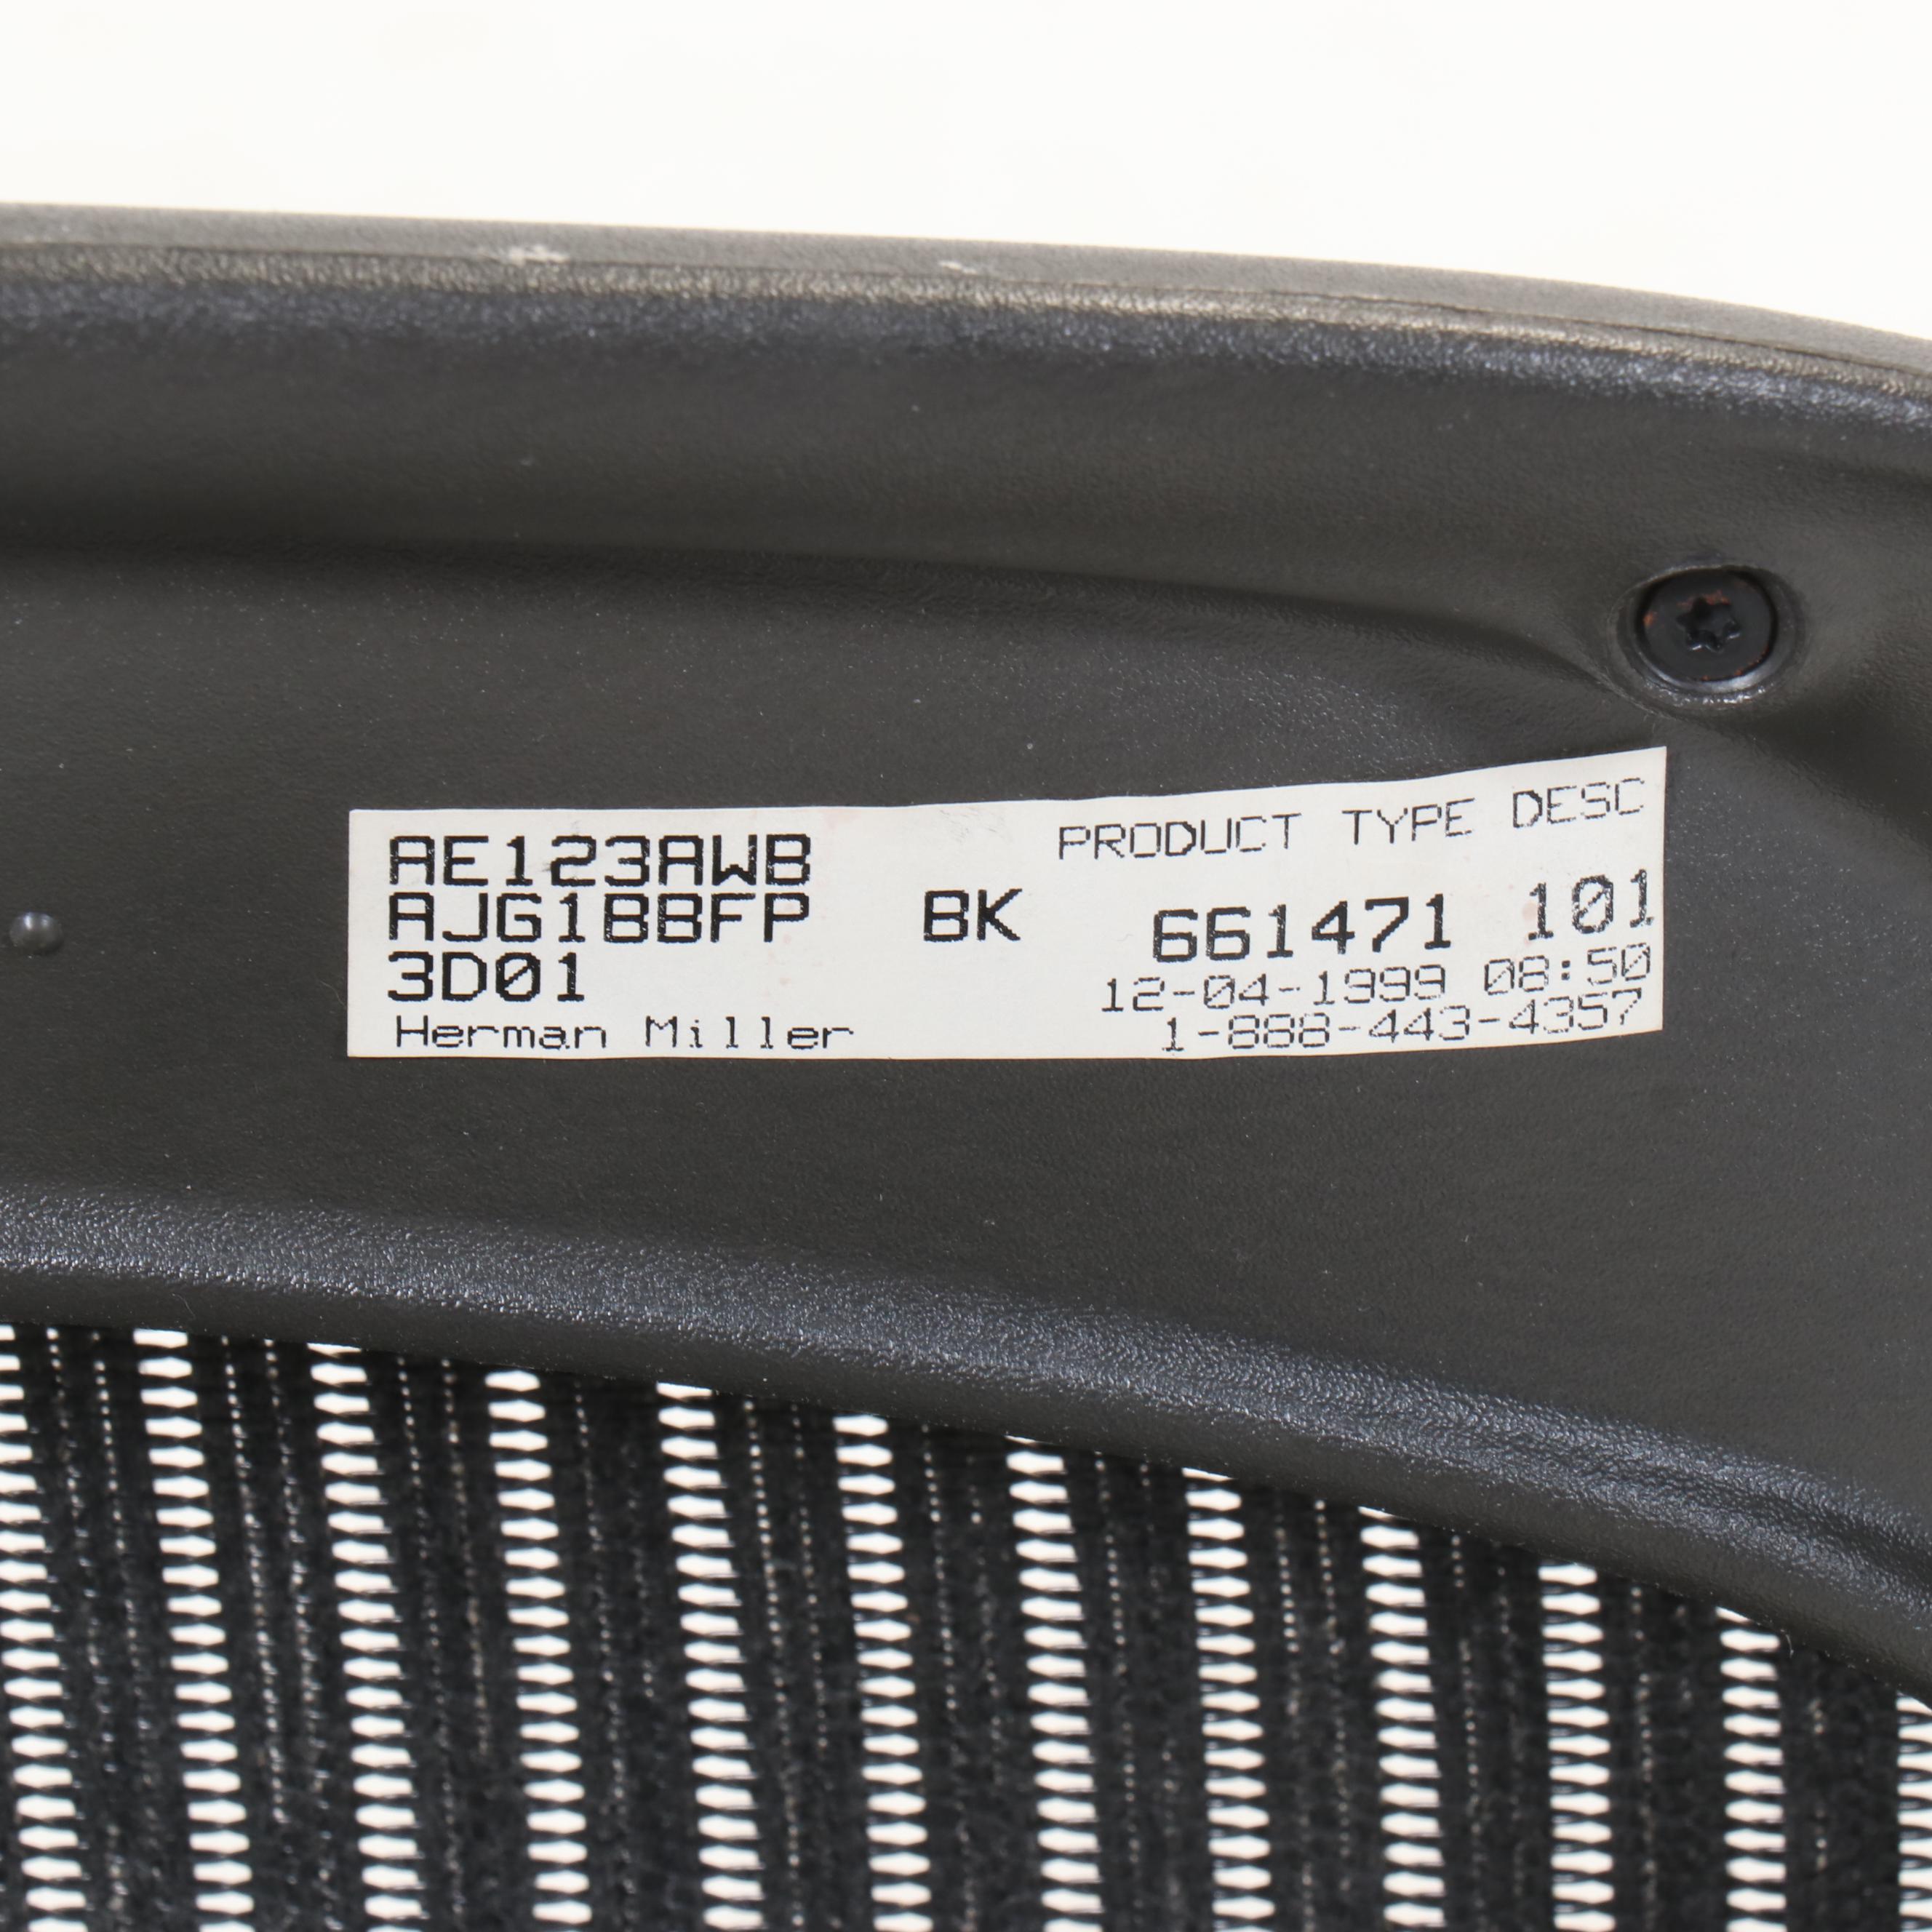 AE123AWB PRODUCT TYPE DESC
AJG1BBFP BK 661471 101
3D01 12-04-1999 08:50
Herman Miller 1-888-443-4357